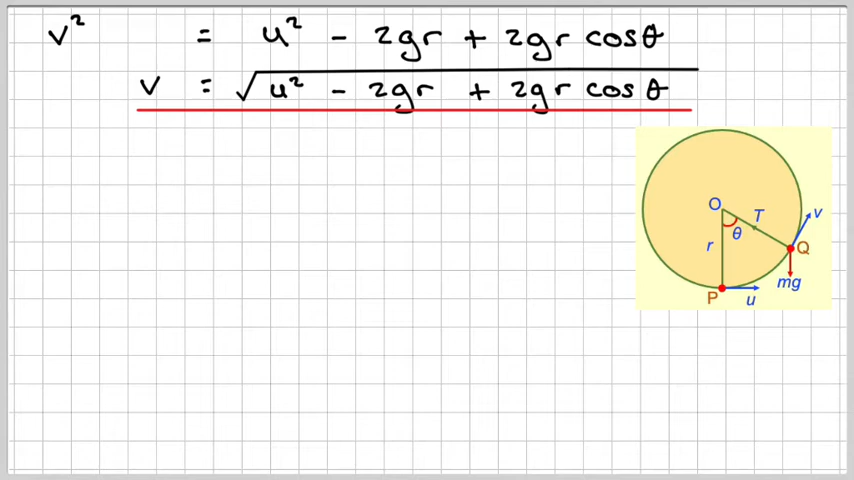 v² = u² - 2gr + 2gr cosθ
v = √u² - 2gr + 2gr cosθ
O
T
v
θ
r
Q
mg
P
u